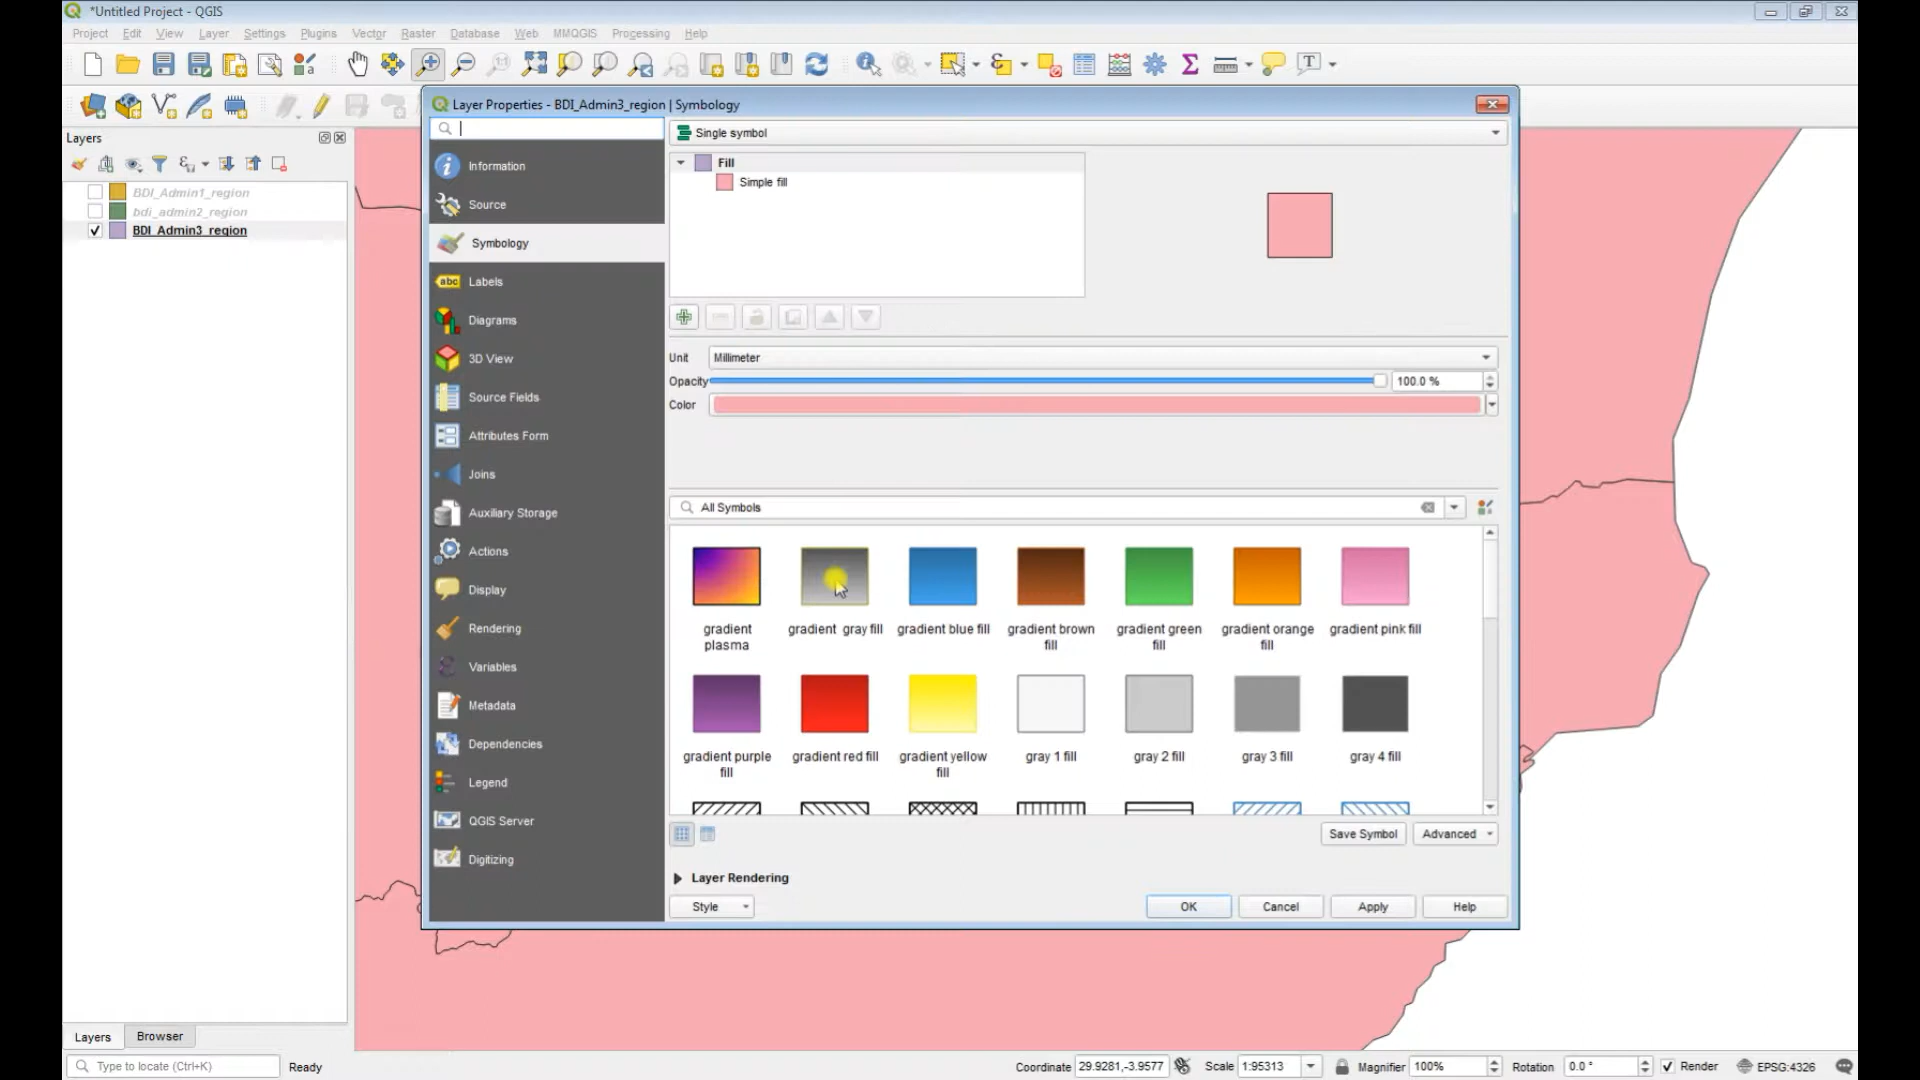 *Untitled Project - QGIS
Project Edit View Layer Settings Plugins Vector Raster Database Web MMQGIS Processing Help
Layers
BDI_Admin1_region
bdi_admin2_region
BDI_Admin3_region
Layer Properties - BDI_Admin3_region | Symbology
Information
Source
Symbology
abc Labels
Diagrams
3D View
Source Fields
Attributes Form
Joins
Auxiliary Storage
Actions
Display
Rendering
Variables
Metadata
Dependencies
Legend
QGIS Server
Digitizing
Single symbol
Fill
Simple fill
Unit Millimeter
Opacity 100.0 %
Color
All Symbols
gradient plasma
gradient gray fill
gradient blue fill
gradient brown fill
gradient green fill
gradient orange fill
gradient pink fill
gradient purple fill
gradient red fill
gradient yellow fill
gray 1 fill
gray 2 fill
gray 3 fill
gray 4 fill
Save Symbol Advanced
Layer Rendering
Style OK Cancel Apply Help
Layers Browser
Type to locate (Ctrl+K) Ready Coordinate 29.9281,-3.9577 Scale 1:95313 Magnifier 100% Rotation 0.0 ° Render EPSG:4326